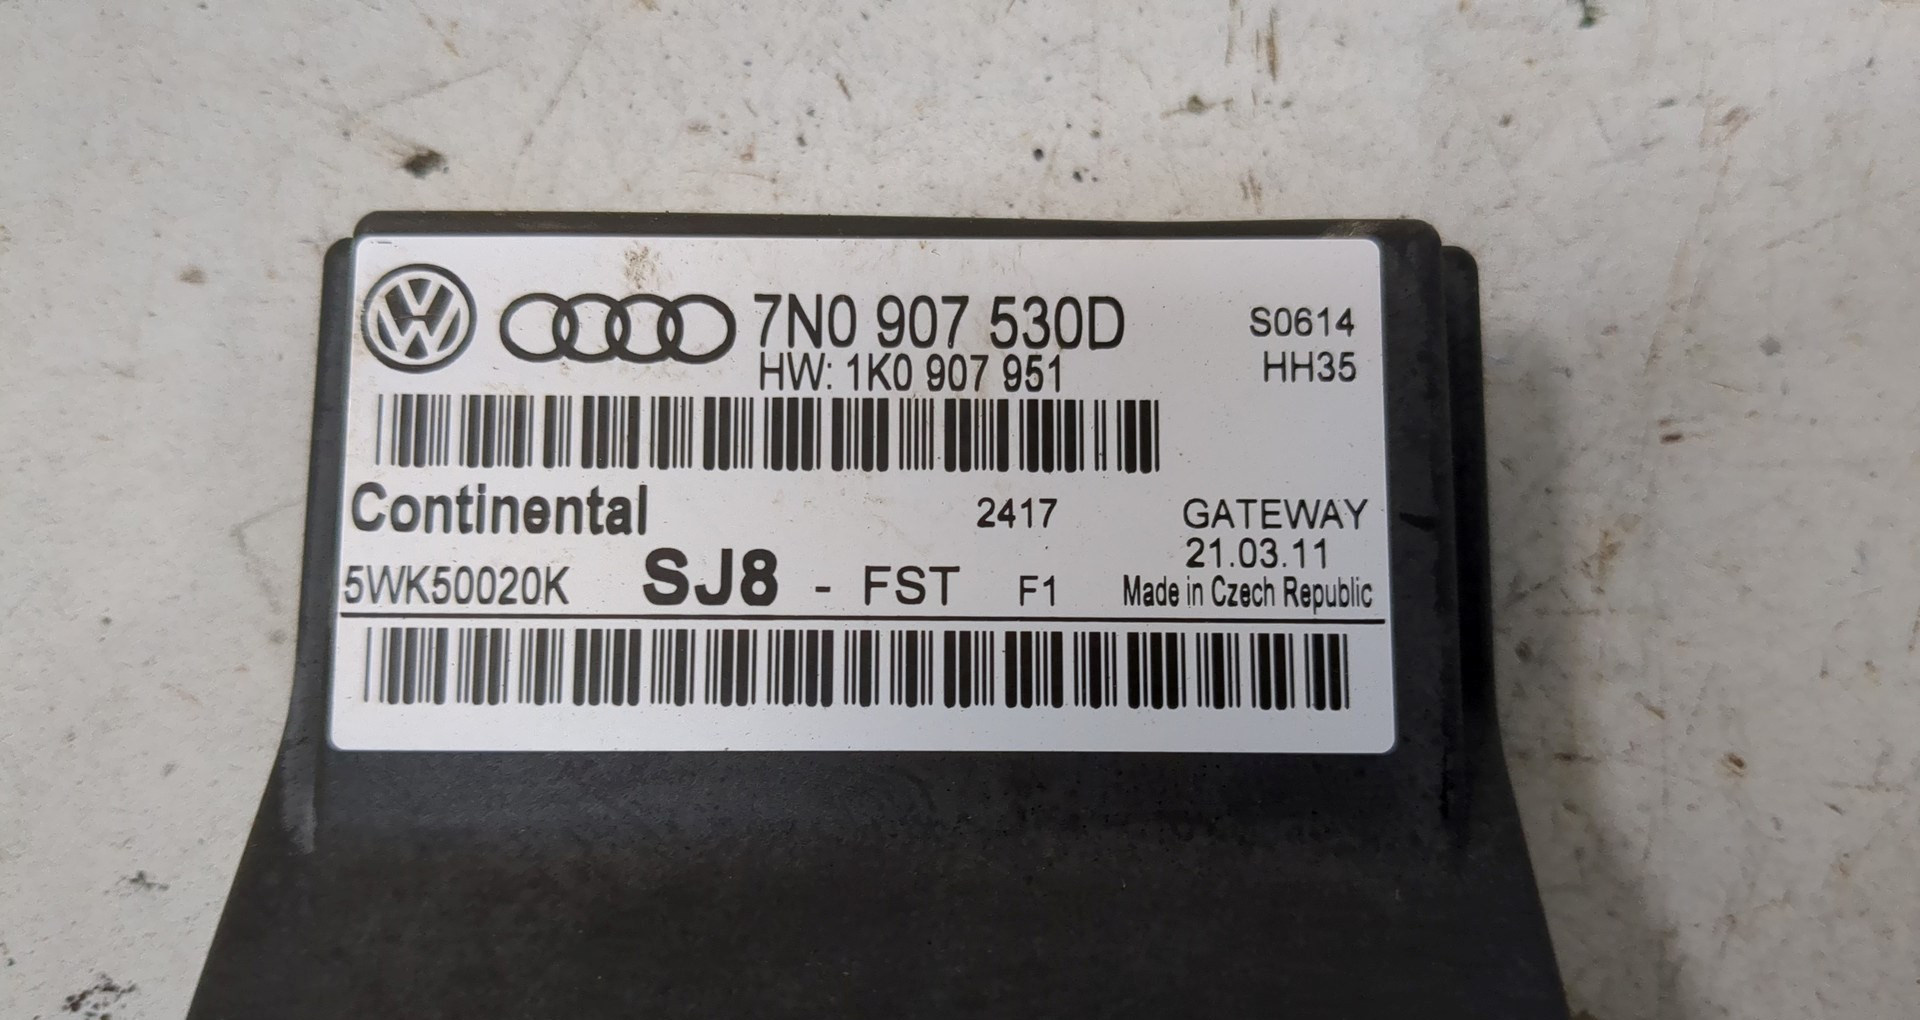 7N0 907 530D S0614
HW: 1K0 907 951 HH35
Continental 2417 GATEWAY
21.03.11
5WK50020K SJ8 - FST F1 Made in Czech Republic